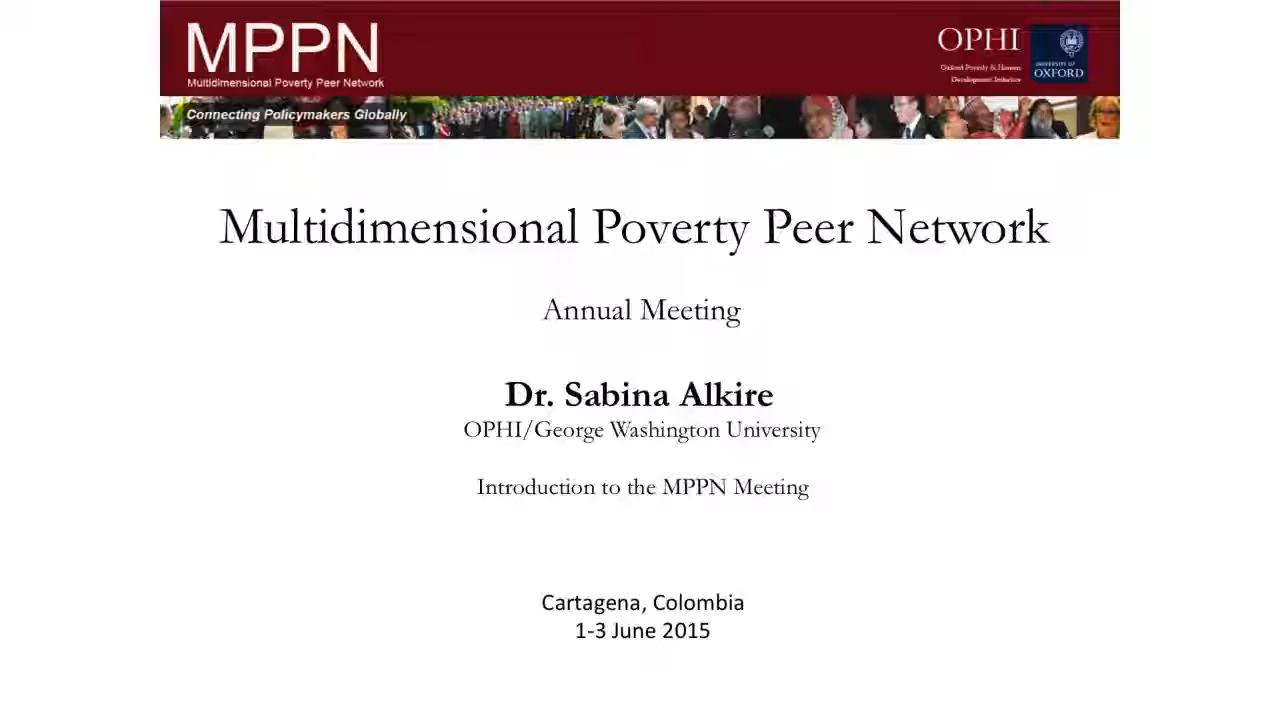 MPPN
Multidimensional Poverty Peer Network
Connecting Policymakers Globally
OPHI
Oxford Poverty & Human
Development Initiative
UNIVERSITY OF
OXFORD
Multidimensional Poverty Peer Network
Annual Meeting
Dr. Sabina Alkire
OPHI/George Washington University
Introduction to the MPPN Meeting
Cartagena, Colombia
1-3 June 2015